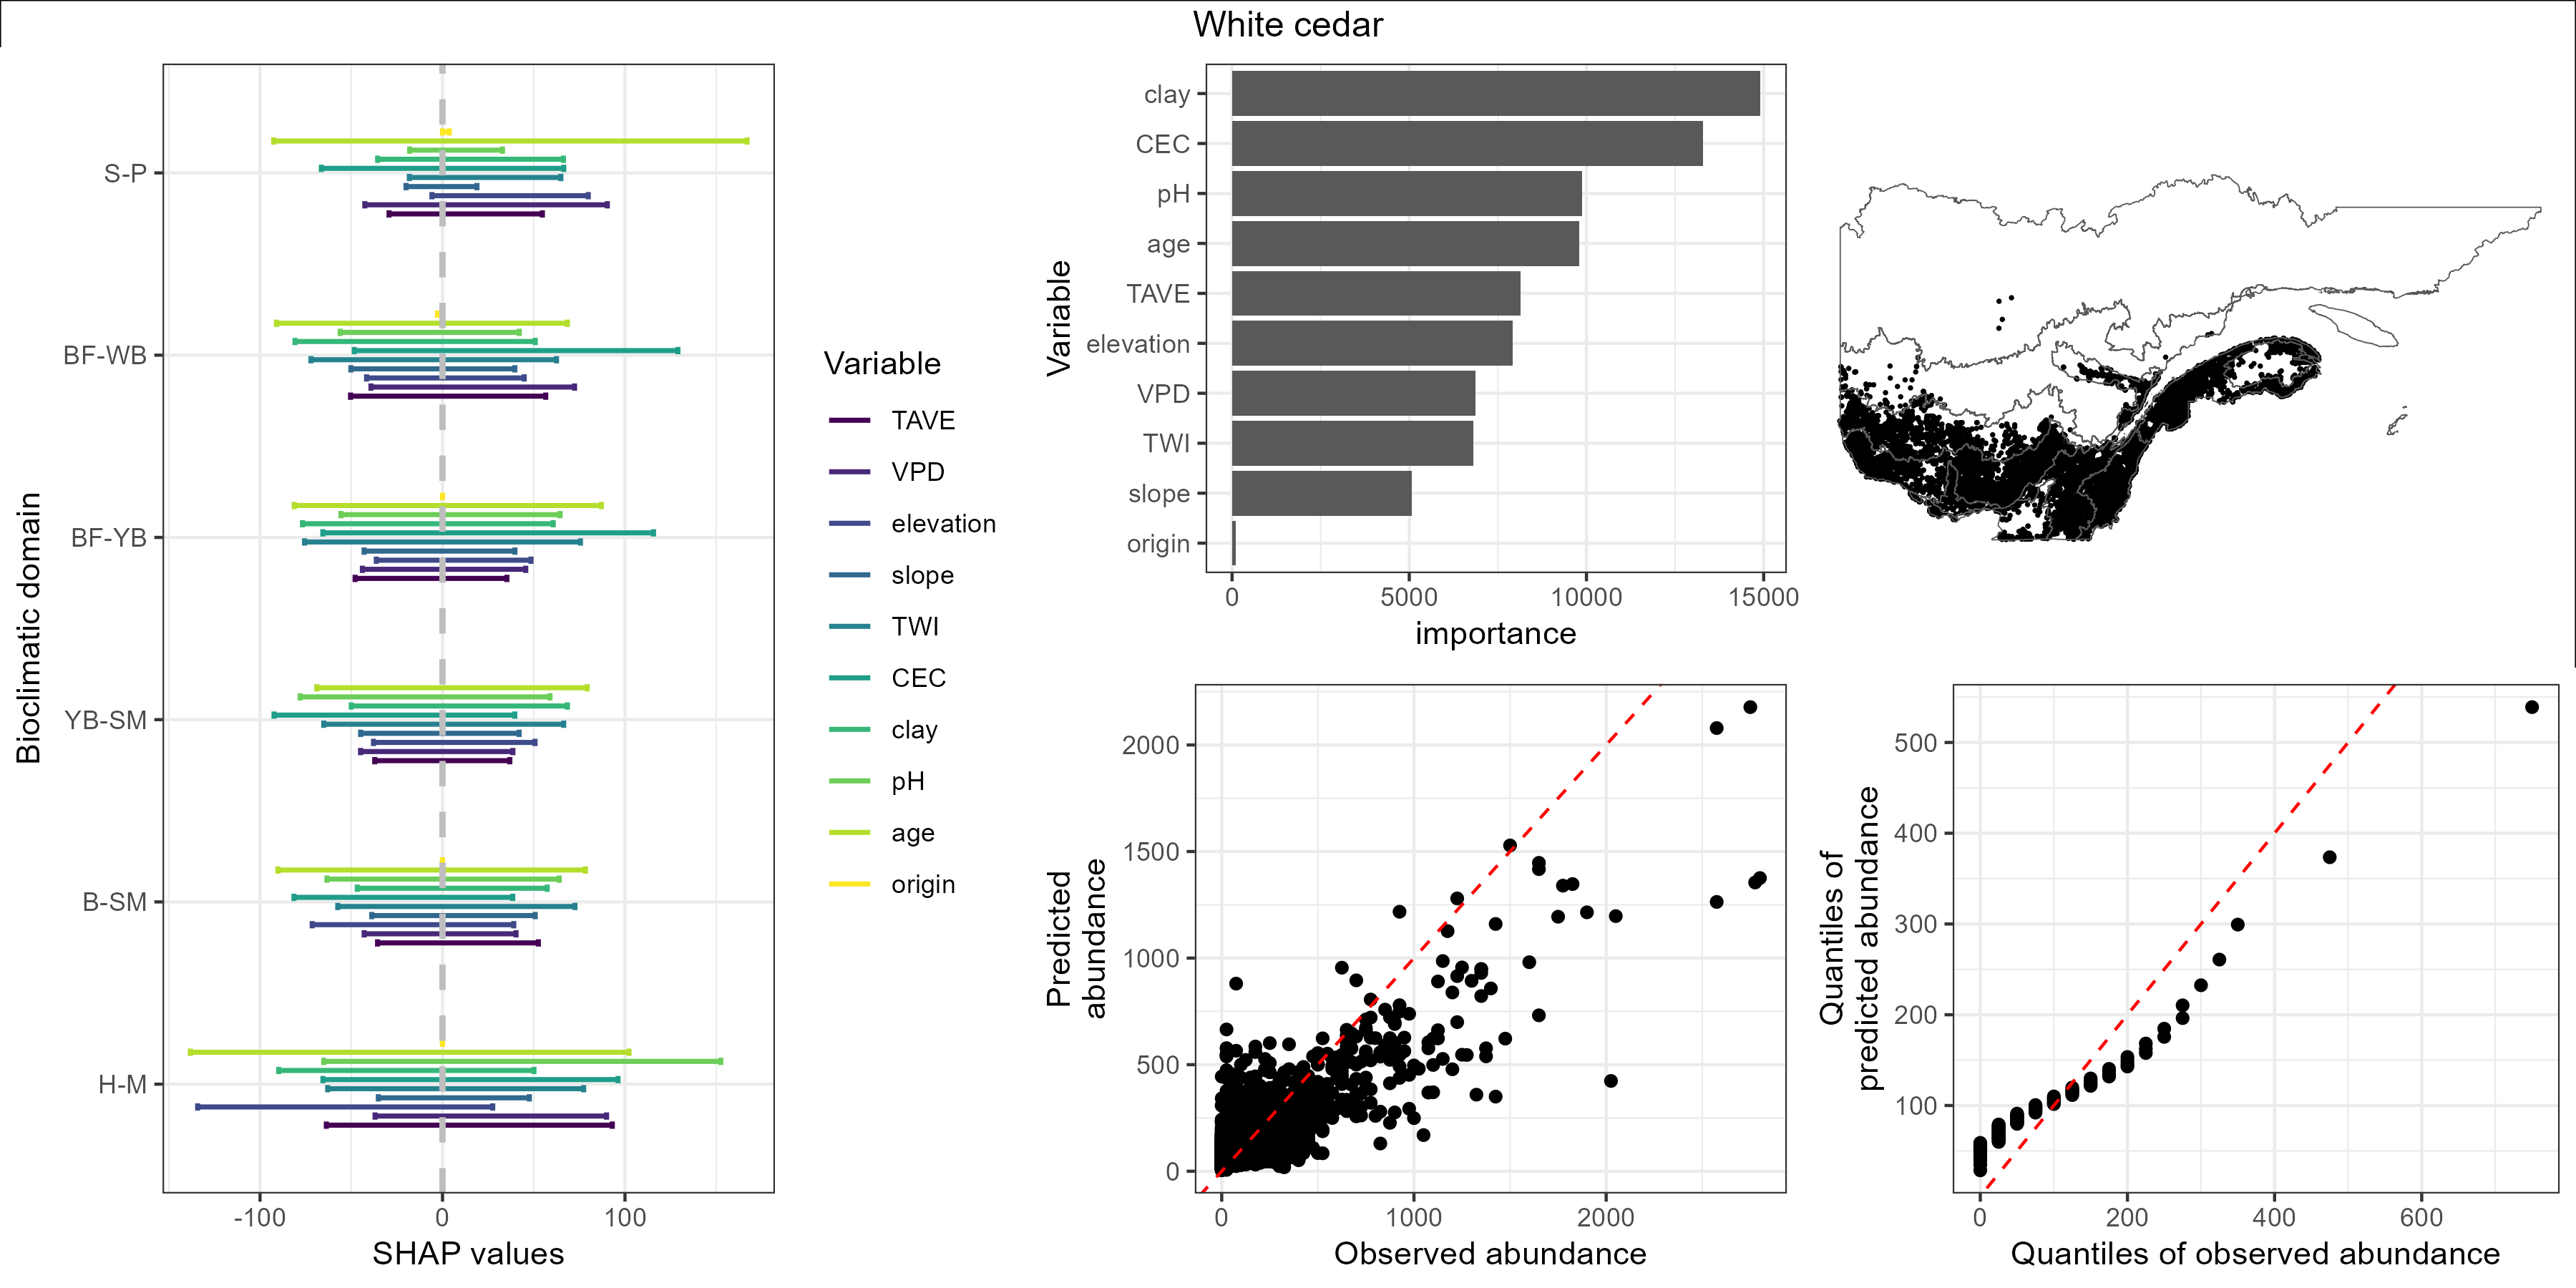 White cedar
Bioclimatic domain
S-P
BF-WB
BF-YB
YB-SM
B-SM
H-M
-100
0
100
SHAP values
Variable
TAVE
VPD
elevation
slope
TWI
CEC
clay
pH
age
origin
Variable
clay
CEC
pH
age
TAVE
elevation
VPD
TWI
slope
origin
0
5000
10000
15000
importance
Predicted
abundance
2000
1500
1000
500
0
0
1000
2000
Observed abundance
Quantiles of
predicted abundance
500
400
300
200
100
0
200
400
600
Quantiles of observed abundance